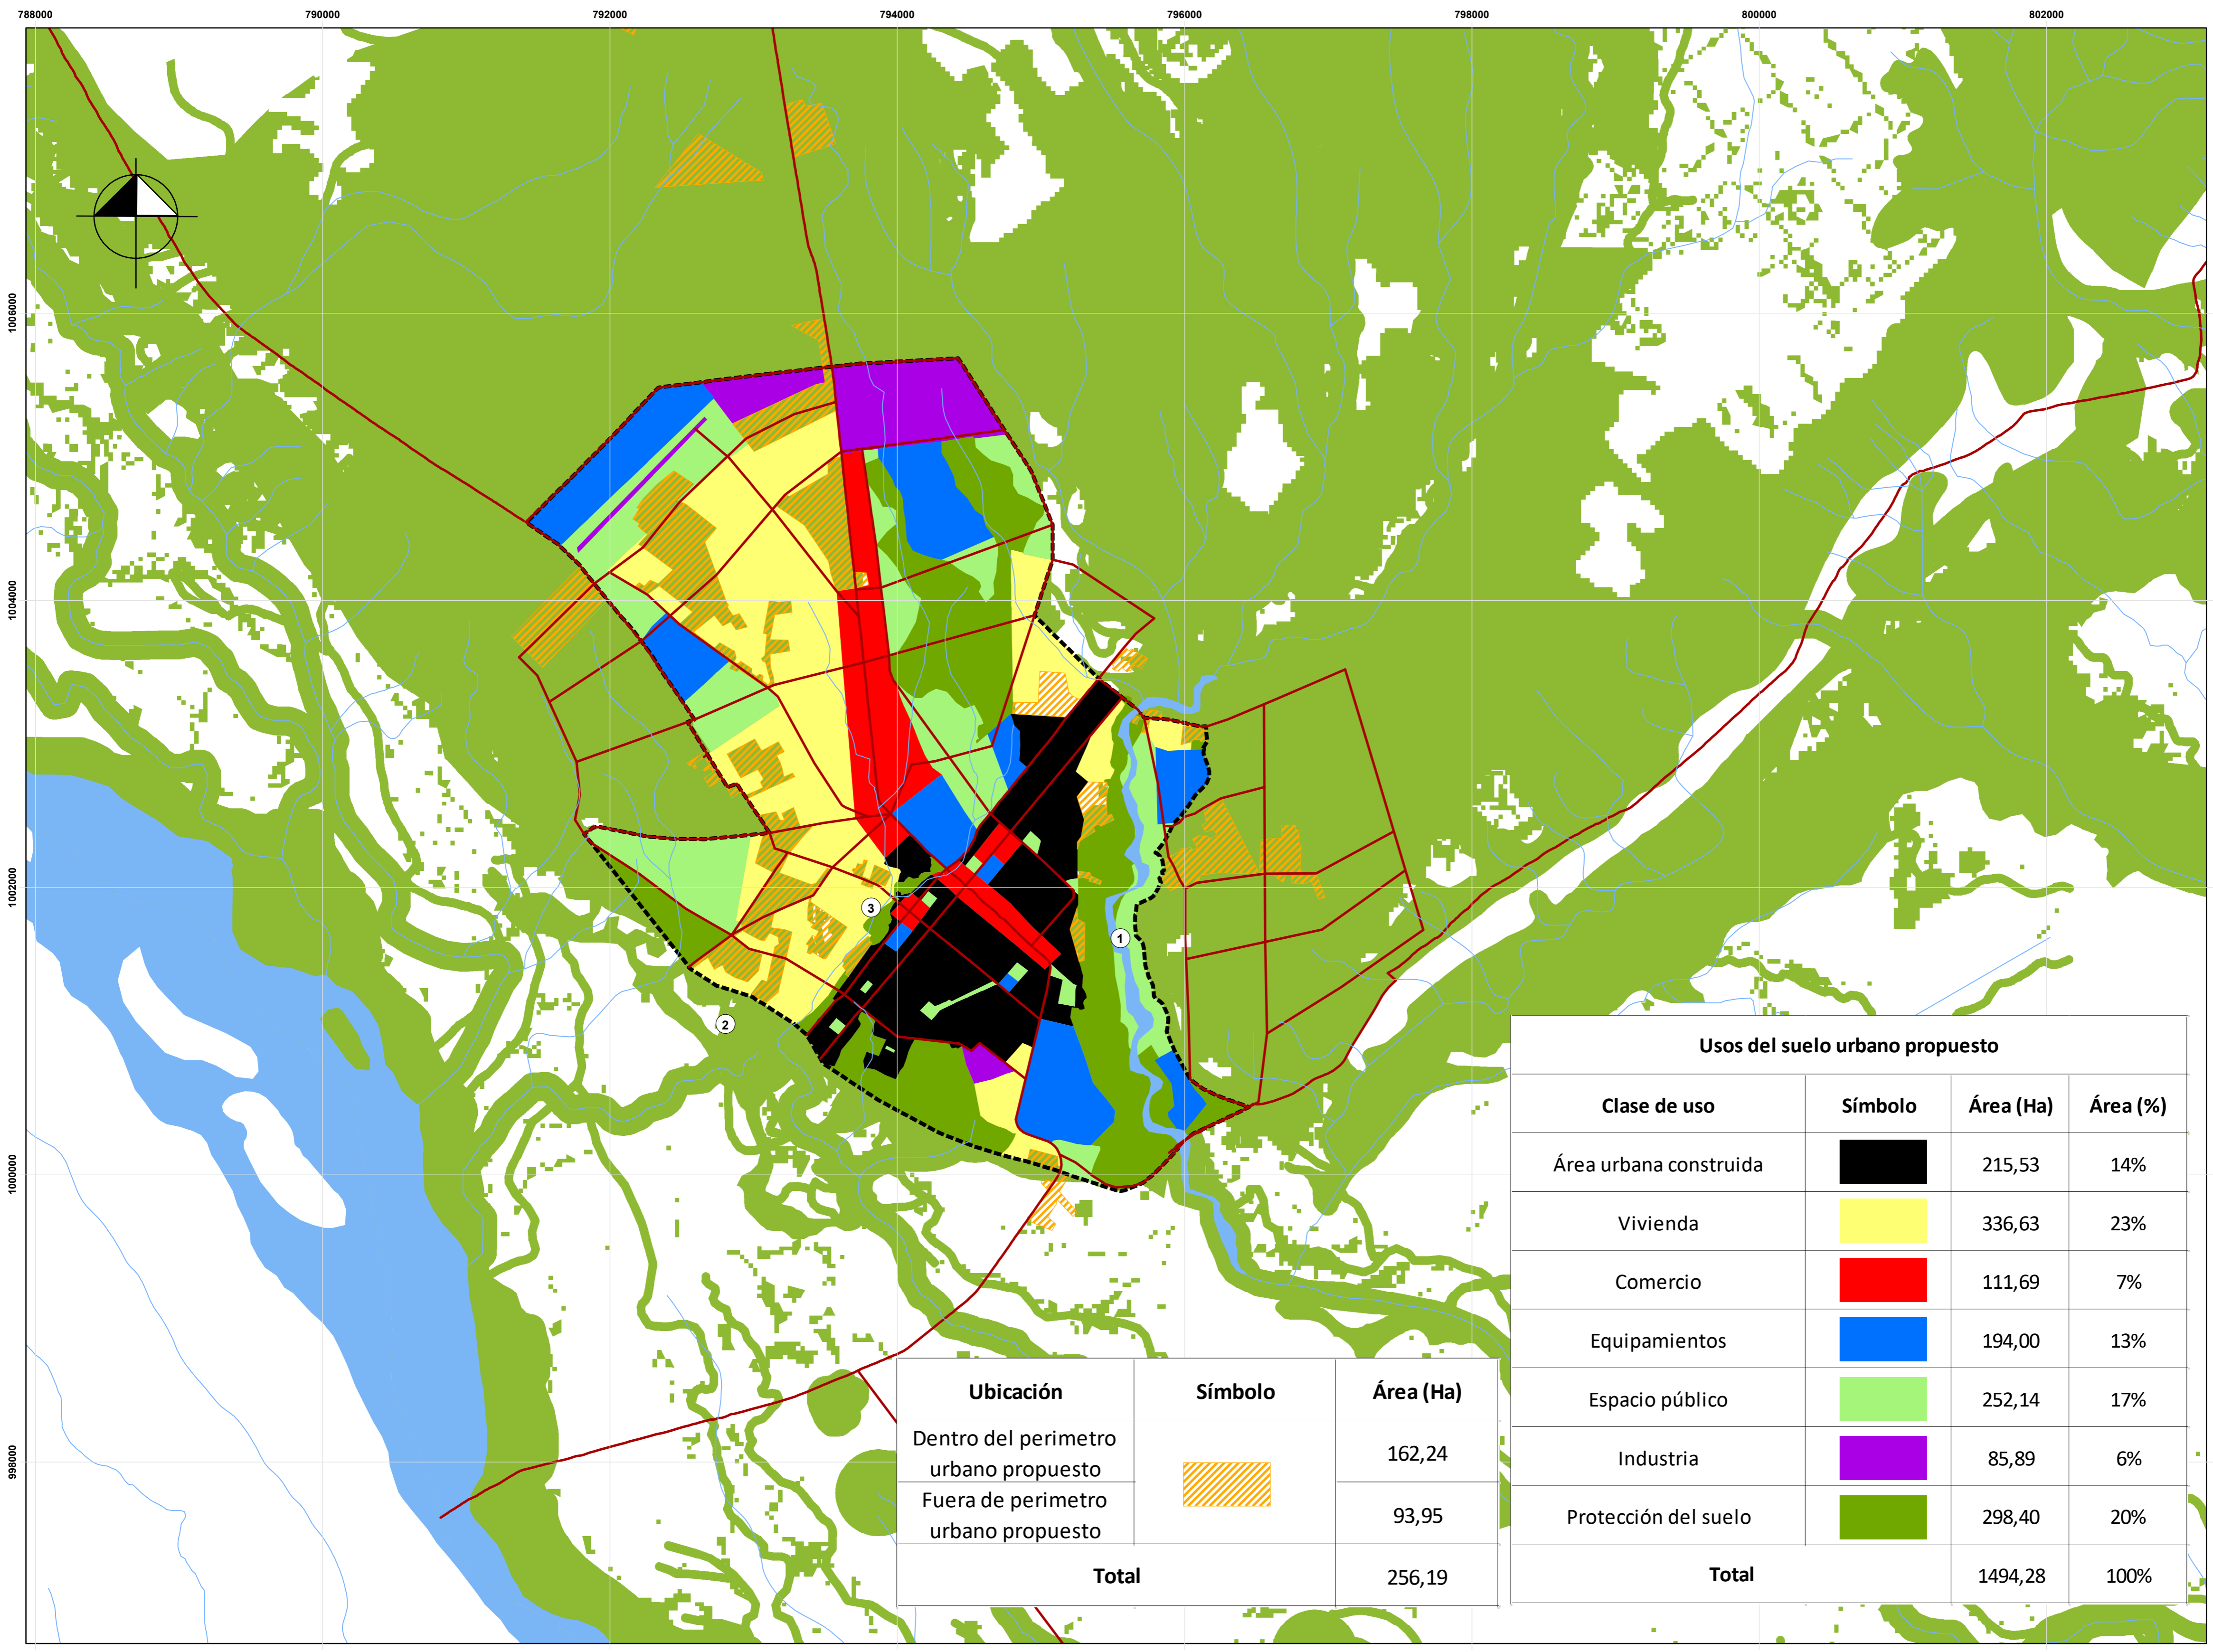 788000 790000 792000 794000 796000 798000 800000 802000
1006000
1004000
1002000
1000000
998000
3
1
2
Ubicación Símbolo Área (Ha)
Dentro del perimetro
urbano propuesto 162,24
Fuera de perimetro
urbano propuesto 93,95
Total 256,19
Usos del suelo urbano propuesto
Clase de uso Símbolo Área (Ha) Área (%)
Área urbana construida 215,53 14%
Vivienda 336,63 23%
Comercio 111,69 7%
Equipamientos 194,00 13%
Espacio público 252,14 17%
Industria 85,89 6%
Protección del suelo 298,40 20%
Total 1494,28 100%